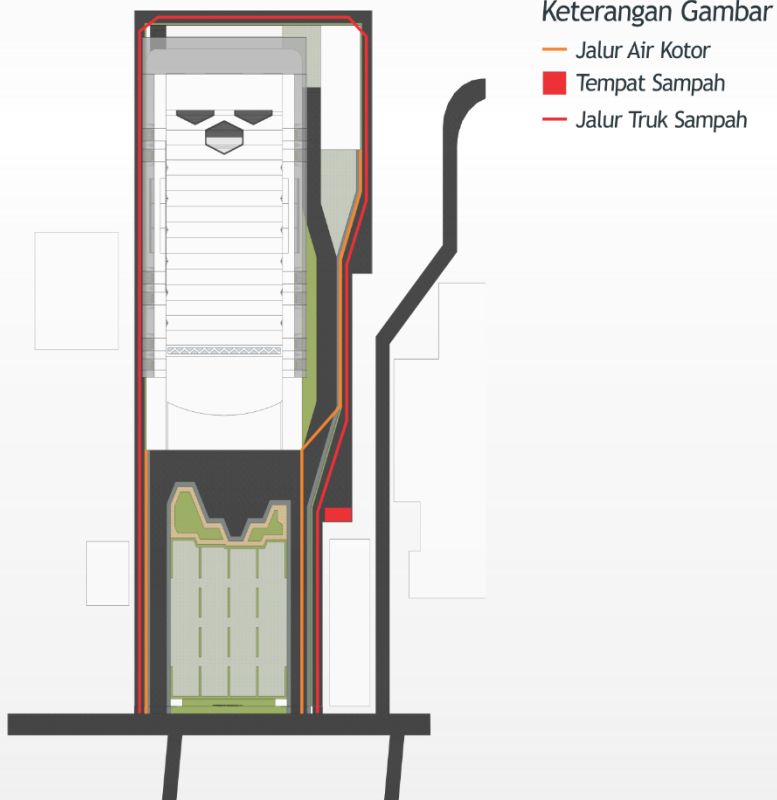 Keterangan Gambar
Jalur Air Kotor
Tempat Sampah
Jalur Truk Sampah